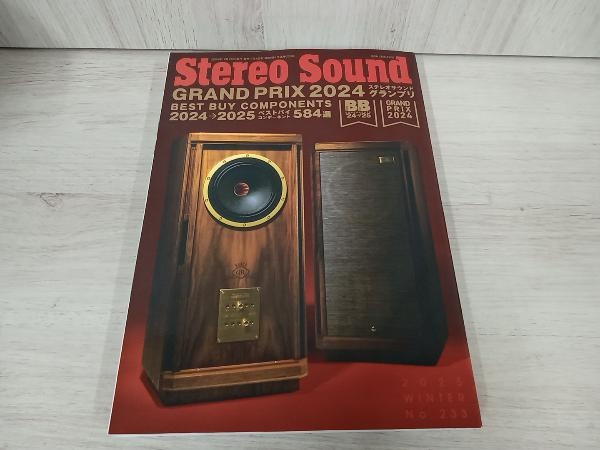 Stereo Sound
GRAND PRIX 2024 ステレオサウンド グランプリ
BEST BUY COMPONENTS
2024→2025 ベストバイ コンポーネント 584選
BB
'24→'25
GRAND
PRIX
2024
2025
WINTER
No.233